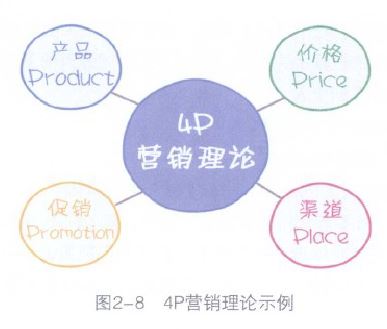 产品
Product
价格
Price
4P
营销理论
促销
Promotion
渠道
Place
图2-8 4P营销理论示例